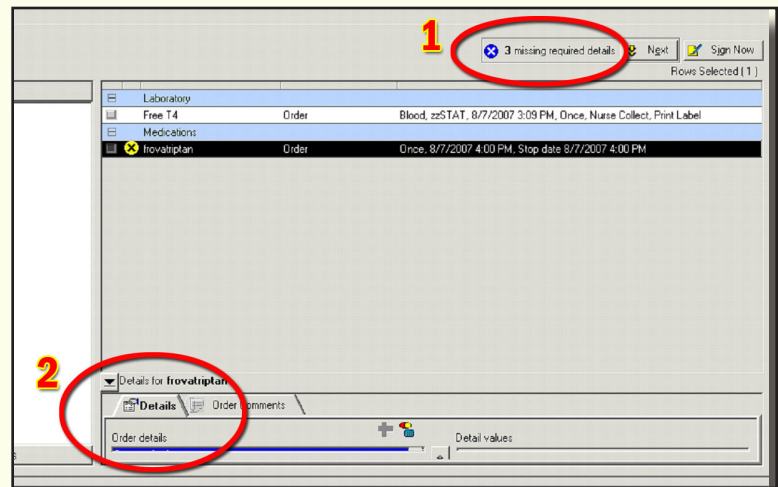 1
3 missing required details Next Sign Now
Rows Selected ( 1 )
Laboratory
Free T4 Order Blood, zzSTAT, 8/7/2007 3:09 PM, Once, Nurse Collect, Print Label
Medications
frovatriptan Order Once, 8/7/2007 4:00 PM, Stop date 8/7/2007 4:00 PM
2
Details for frovatriptan
Details Order Comments
Order details Detail values
s